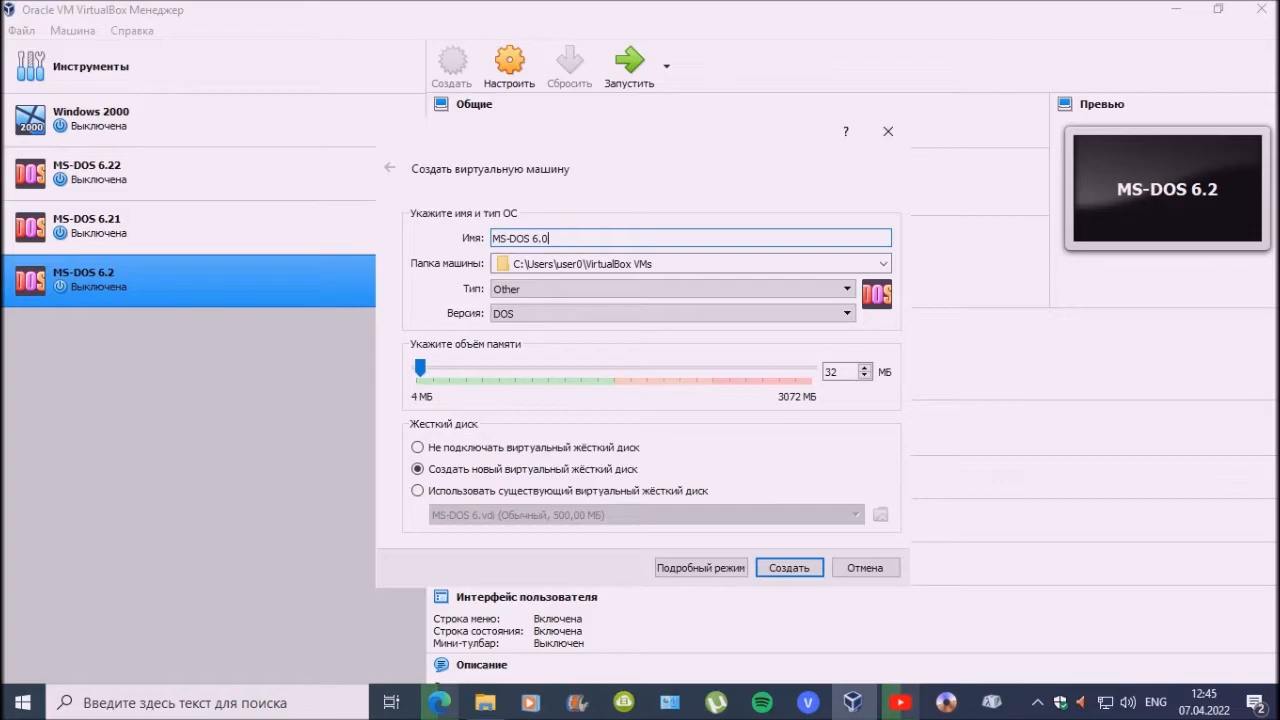 Oracle VM VirtualBox Менеджер
Файл Машина Справка
Инструменты
Создать Настроить Сбросить Запустить
Windows 2000
Выключена
2000
MS-DOS 6.22
Выключена
DOS
MS-DOS 6.21
Выключена
DOS
MS-DOS 6.2
Выключена
DOS
Общие
Превью
MS-DOS 6.2
?
Создать виртуальную машину
Укажите имя и тип ОС
Имя: MS-DOS 6.0
Папка машины: C:\Users\user0\VirtualBox VMs
Тип: Other
DOS
Версия: DOS
Укажите объём памяти
32 МБ
4 МБ 3072 МБ
Жесткий диск
Не подключать виртуальный жёсткий диск
Создать новый виртуальный жёсткий диск
Использовать существующий виртуальный жёсткий диск
MS-DOS 6.vdi (Обычный, 500,00 МБ)
Подробный режим Создать Отмена
Интерфейс пользователя
Строка меню: Включена
Строка состояния: Включена
Мини-тулбар: Выключен
Описание
Введите здесь текст для поиска
ENG
12:45
07.04.2022
2